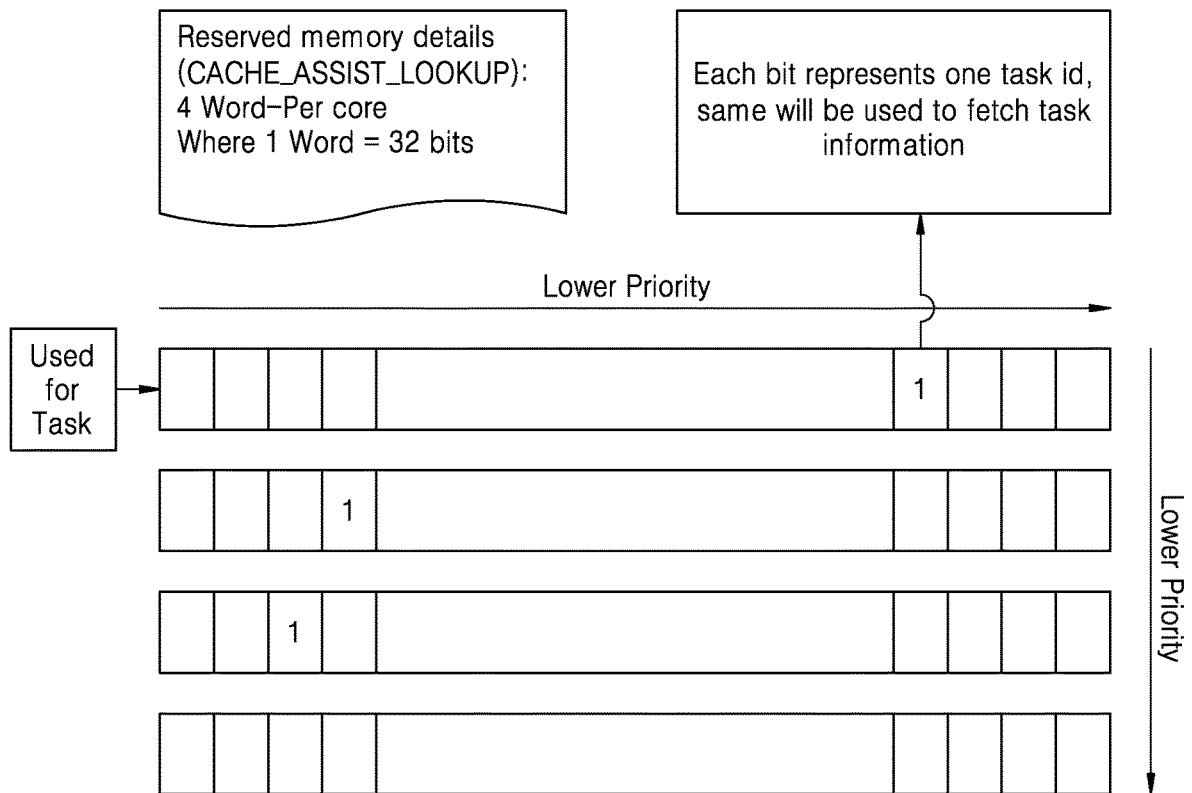 Reserved memory details
(CACHE_ASSIST_LOOKUP):
4 Word-Per core
Where 1 Word = 32 bits
Each bit represents one task id,
same will be used to fetch task
information
Lower Priority
Used
for
Task
1
1
1
Lower Priority